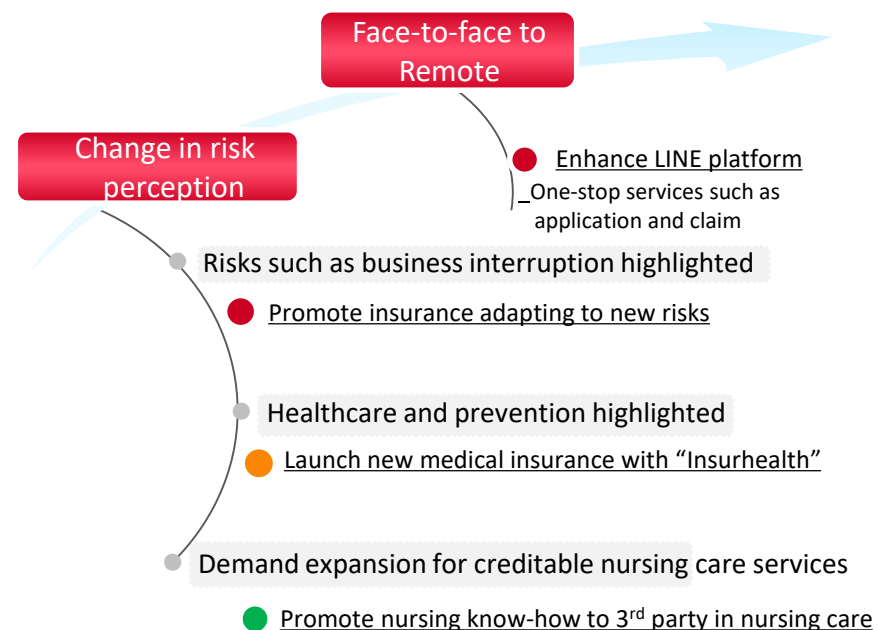 Face-to-face to
Remote
Change in risk
perception
Enhance LINE platform
One-stop services such as
application and claim
Risks such as business interruption highlighted
Promote insurance adapting to new risks
Healthcare and prevention highlighted
Launch new medical insurance with “Insurhealth”
Demand expansion for creditable nursing care services
Promote nursing know-how to 3rd party in nursing care